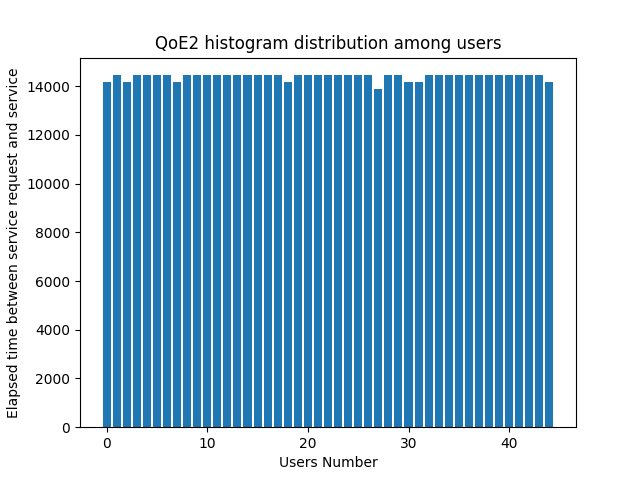 QoE2 histogram distribution among users
Elapsed time between service request and service
14000
12000
10000
8000
6000
4000
2000
0
0 10 20 30 40
Users Number